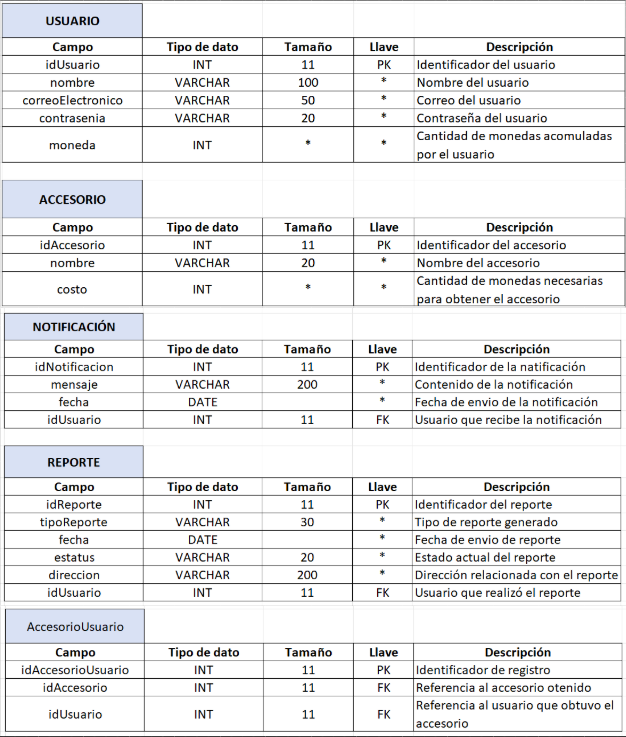 USUARIO
Campo Tipo de dato Tamaño Llave Descripción
idUsuario INT 11 PK Identificador del usuario
nombre VARCHAR 100 * Nombre del usuario
correoElectronico VARCHAR 50 * Correo del usuario
contrasenia VARCHAR 20 * Contraseña del usuario
moneda INT * * Cantidad de monedas acomuladas
por el usuario
ACCESORIO
Campo Tipo de dato Tamaño Llave Descripción
idAccesorio INT 11 PK Identificador del accesorio
nombre VARCHAR 20 * Nombre del accesorio
costo INT * * Cantidad de monedas necesarias
para obtener el accesorio
NOTIFICACIÓN
Campo Tipo de dato Tamaño Llave Descripción
idNotificacion INT 11 PK Identificador de la natificación
mensaje VARCHAR 200 * Contenido de la notificación
fecha DATE * Fecha de envio de la notificación
idUsuario INT 11 FK Usuario que recibe la notificación
REPORTE
Campo Tipo de dato Tamaño Llave Descripción
idReporte INT 11 PK Identificador del reporte
tipoReporte VARCHAR 30 * Tipo de reporte generado
fecha DATE * Fecha de envio de reporte
estatus VARCHAR 20 * Estado actual del reporte
direccion VARCHAR 200 * Dirección relacionada con el reporte
idUsuario INT 11 FK Usuario que realizó el reporte
AccesorioUsuario
Campo Tipo de dato Tamaño Llave Descripción
idAccesorioUsuario INT 11 PK Identificador de registro
idAccesorio INT 11 FK Referencia al accesorio otenido
idUsuario INT 11 FK Referencia al usuario que obtuvo el
accesorio